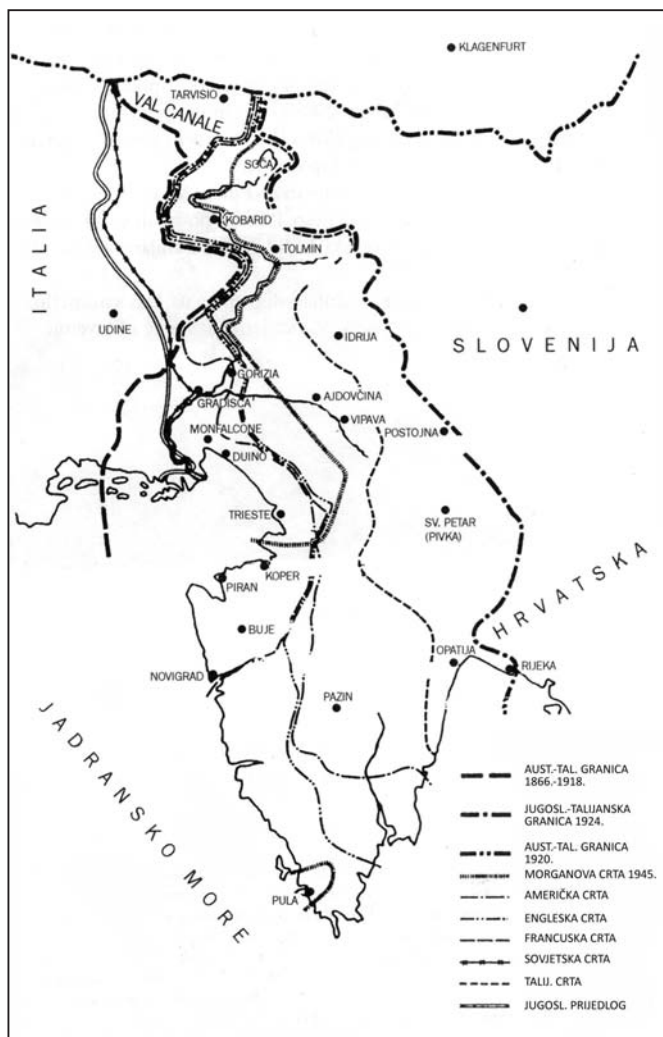 KLAGENFURT
TARVISIO
VAL CANALE
SOČA
KOBARID
TOLMIN
ITALIA
UDINE
IDRIJA
SLOVENIJA
GORIZIA
GRADISCA
AJDOVČINA
VIPAVA
MONFALCONE
POSTOJNA
DUINO
TRIESTE
SV. PETAR
(PIVKA)
KOPER
PIRAN
HRVATSKA
BUJE
OPATIJA
RIJEKA
NOVIGRAD
PAZIN
JADRANSKO MORE
PULA
AUST.-TAL. GRANICA
1866.-1918.
JUGOSL.-TALIJANSKA
GRANICA 1924.
AUST.-TAL. GRANICA
1920.
MORGANOVA CRTA 1945.
AMERIČKA CRTA
ENGLESKA CRTA
FRANCUSKA CRTA
SOVJETSKA CRTA
TALIJ. CRTA
JUGOSL. PRIJEDLOG